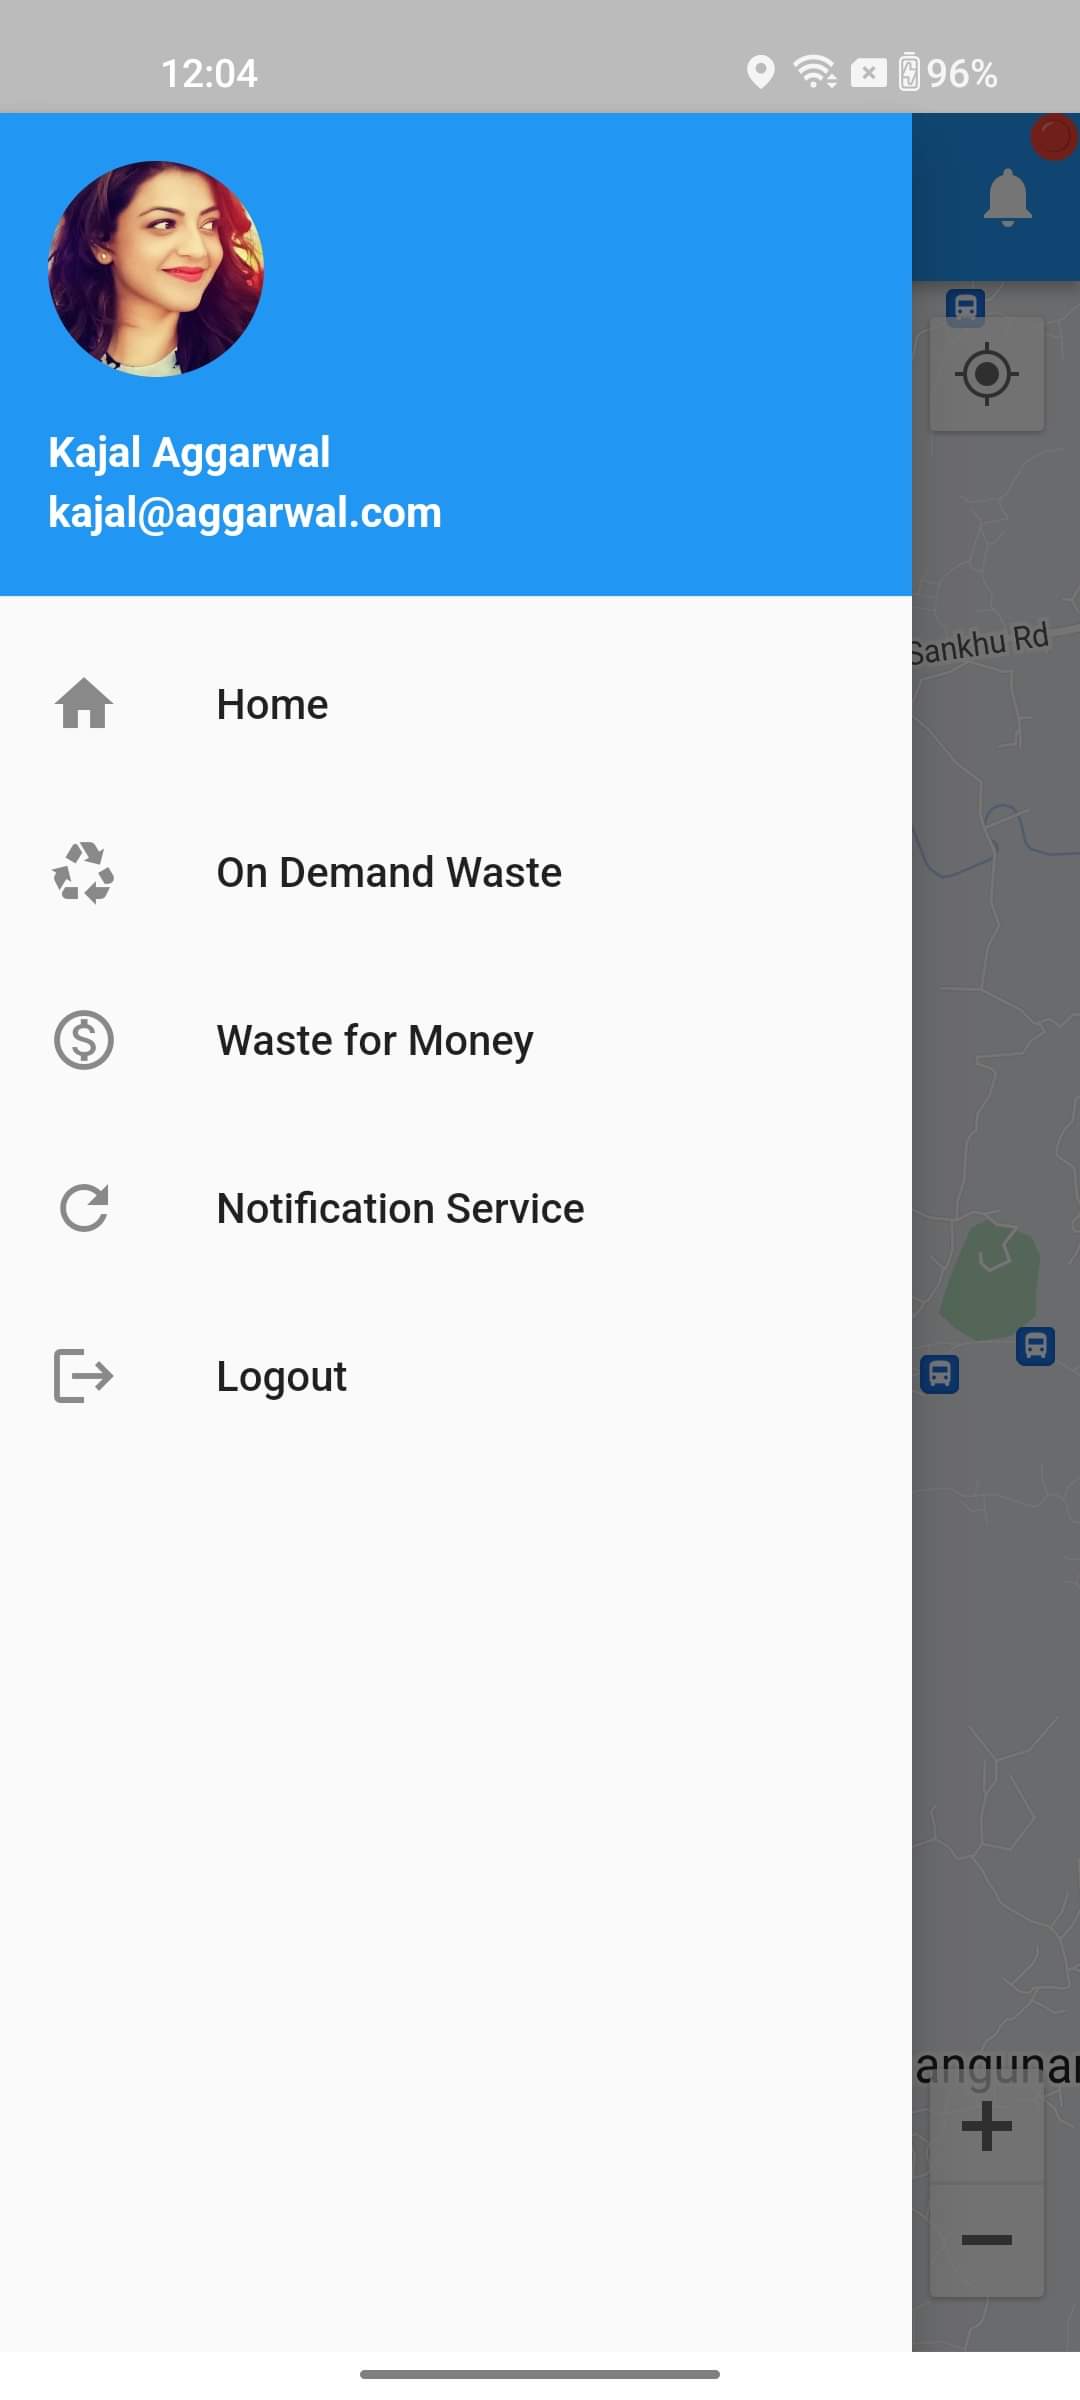 12:04
96%
Kajal Aggarwal
kajal@aggarwal.com
Sankhu Rd
Home
On Demand Waste
Waste for Money
Notification Service
Logout